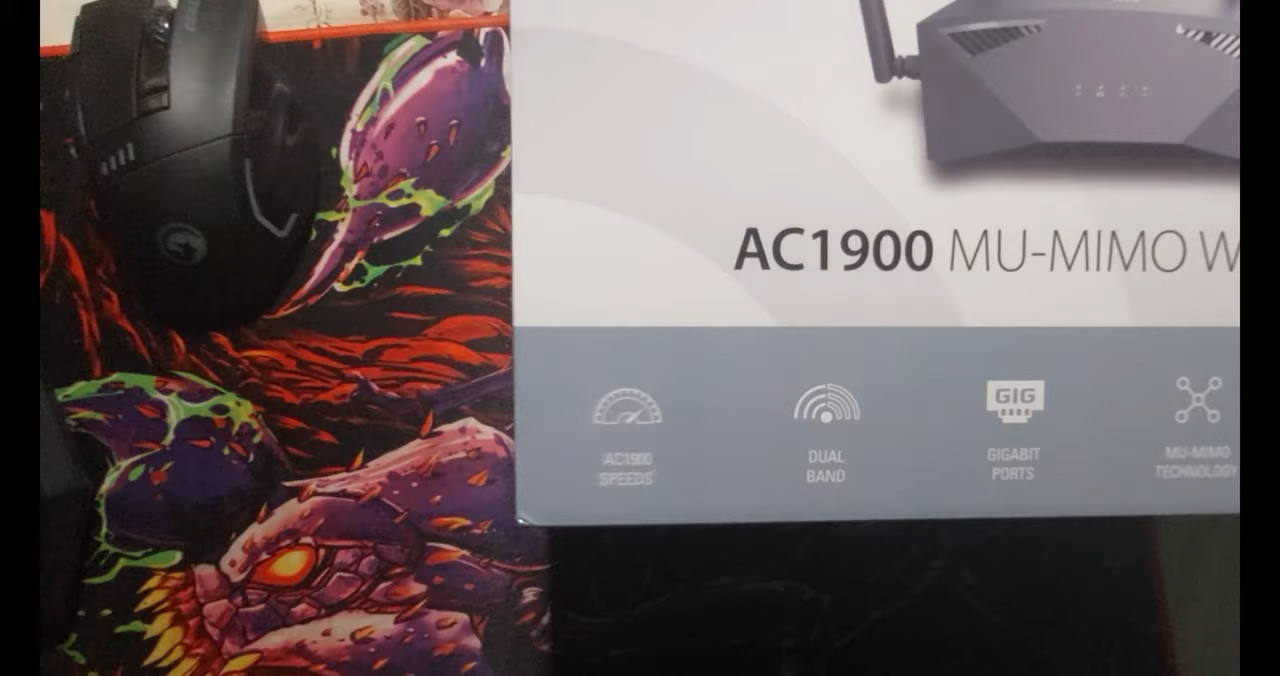 AC1900 MU-MIMO W
AC1900
SPEEDS
DUAL
BAND
GIG
GIGABIT
PORTS
MU-MIMO
TECHNOLOGY